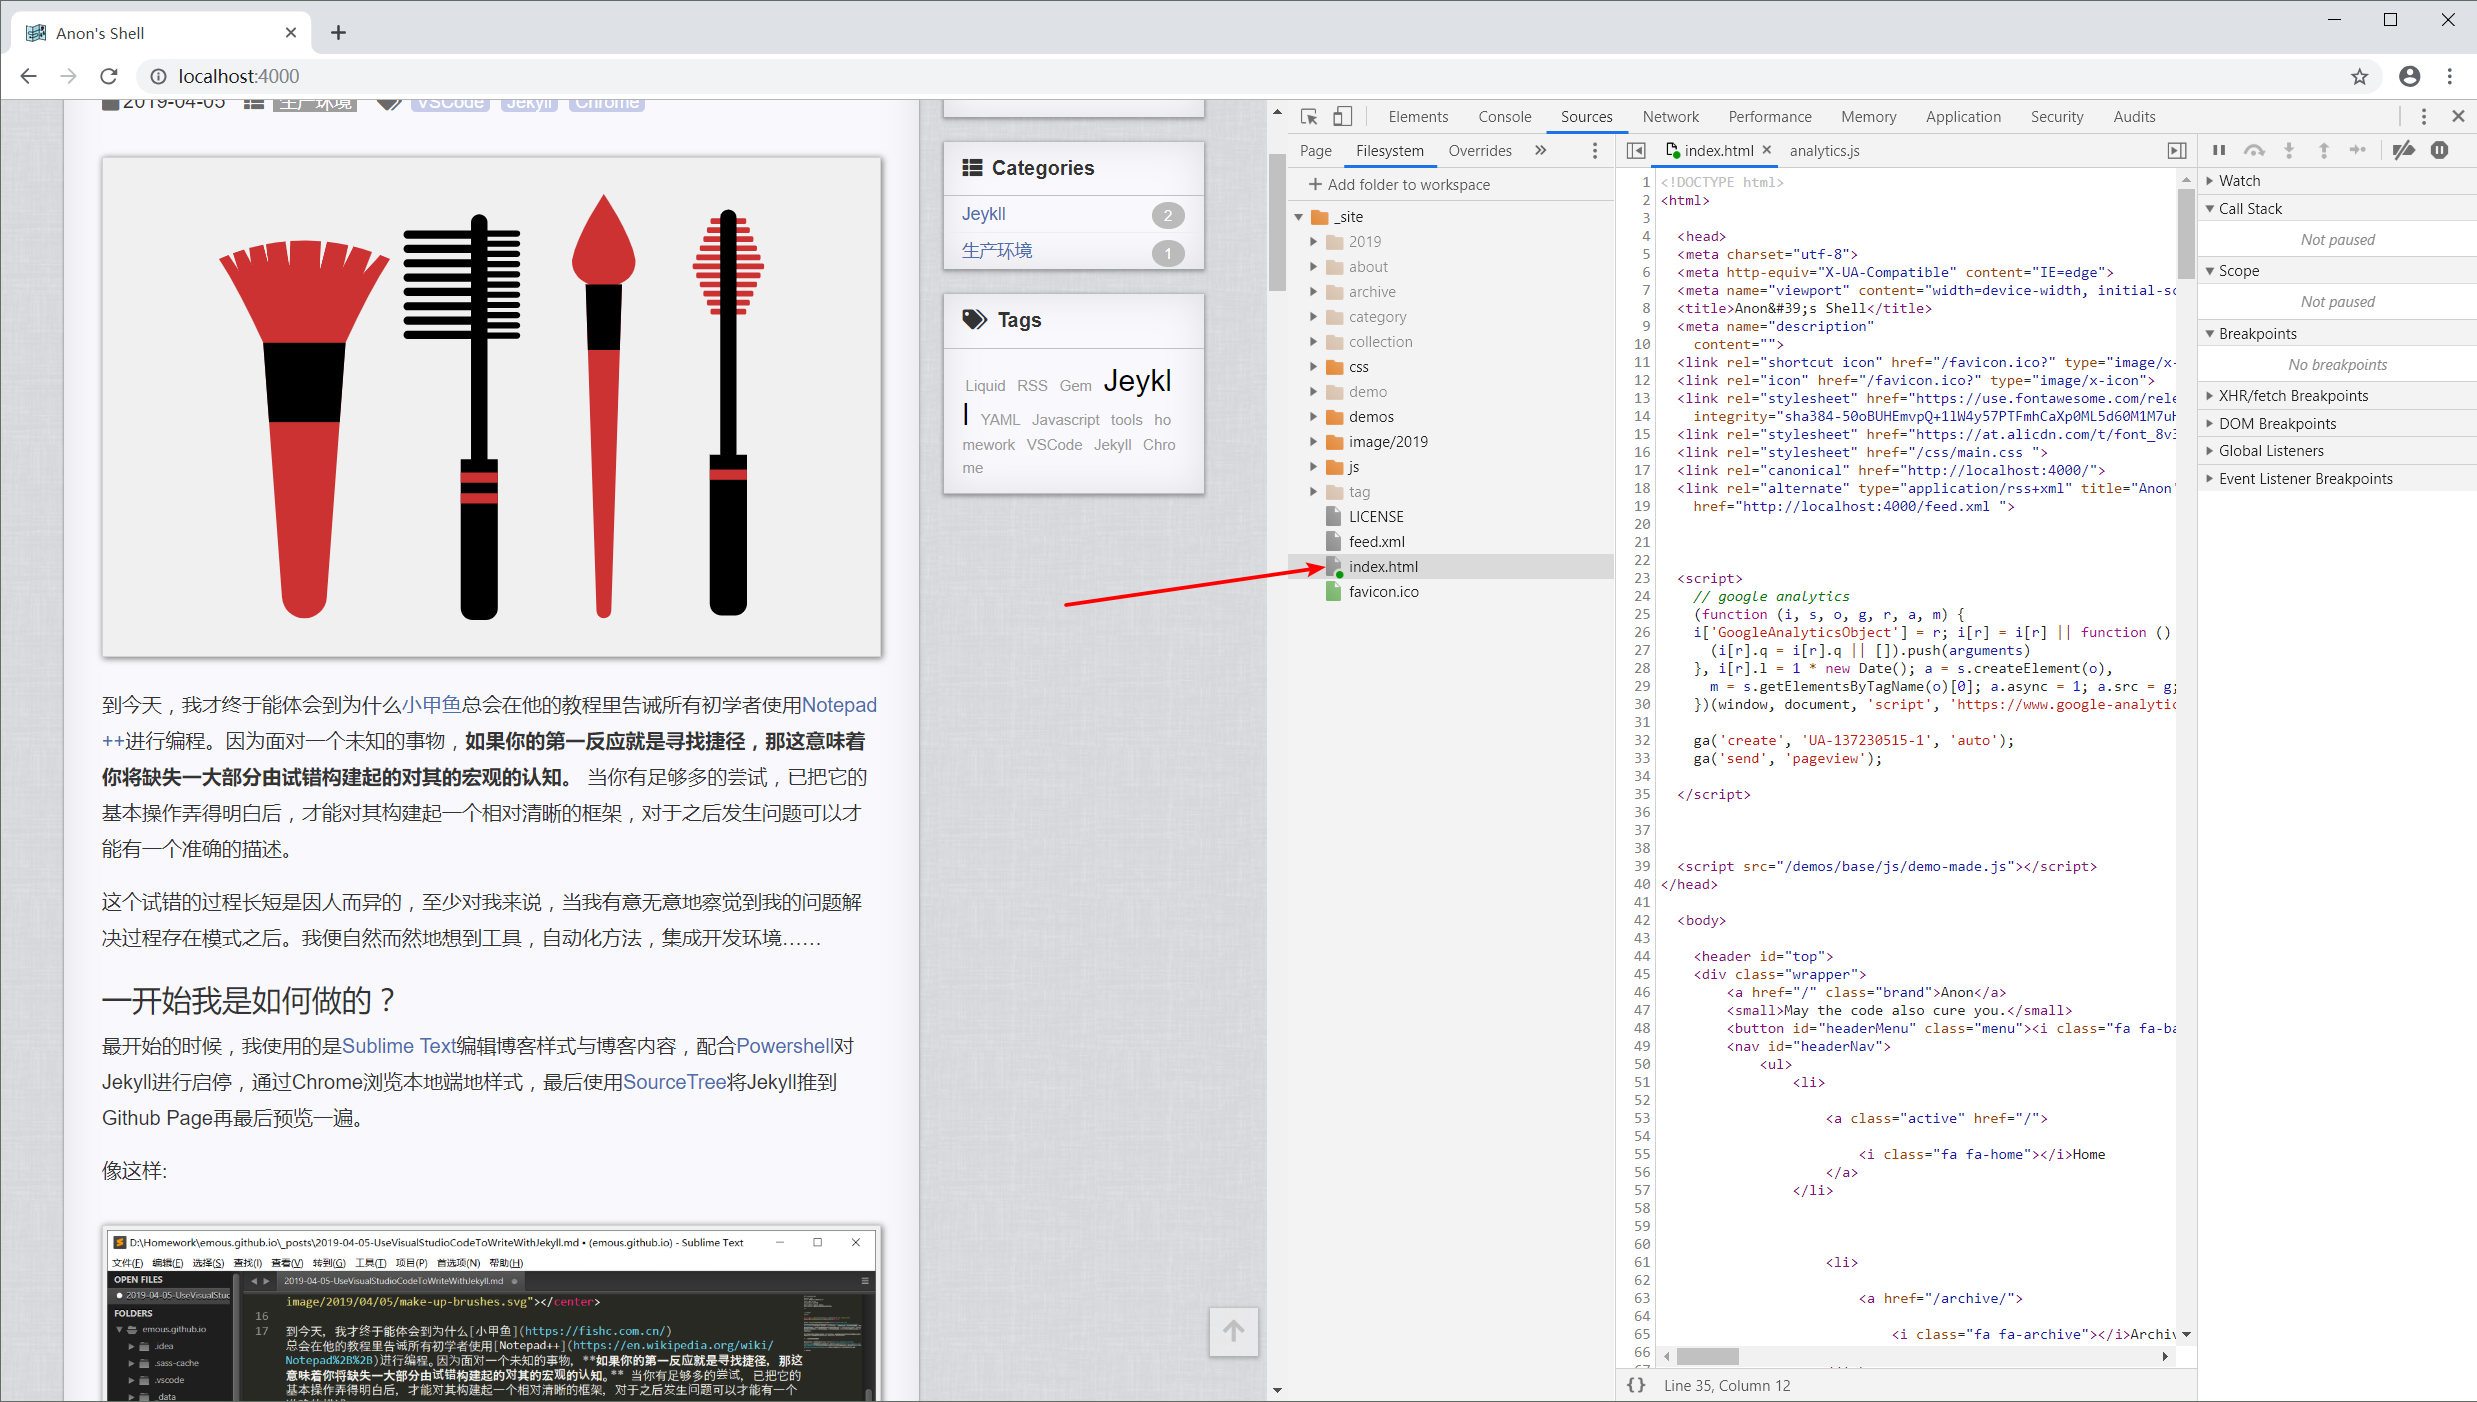 Anon's Shell
localhost:4000
2019-04-05 生产环境 VSCode Jekyll Chrome
Categories
Jeykll 2
生产环境 1
Tags
Liquid RSS Gem Jeykl
l YAML Javascript tools ho
mework VSCode Jekyll Chro
me
到今天，我才终于能体会到为什么小甲鱼总会在他的教程里告诫所有初学者使用Notepad
++进行编程。因为面对一个未知的事物，如果你的第一反应就是寻找捷径，那这意味着
你将缺失一大部分由试错构建起的对其的宏观的认知。 当你有足够多的尝试，已把它的
基本操作弄得明白后，才能对其构建起一个相对清晰的框架，对于之后发生问题可以才
能有一个准确的描述。
这个试错的过程长短是因人而异的，至少对我来说，当我有意无意地察觉到我的问题解
决过程存在模式之后。我便自然而然地想到工具，自动化方法，集成开发环境……
一开始我是如何做的？
最开始的时候，我使用的是Sublime Text编辑博客样式与博客内容，配合Powershell对
Jekyll进行启停，通过Chrome浏览本地端地样式，最后使用SourceTree将Jekyll推到
Github Page再最后预览一遍。
像这样:
D:\Homework\emous.github.io\_posts\2019-04-05-UseVisualStudioCodeToWriteWithJekyll.md • (emous.github.io) - Sublime Text
文件(F) 编辑(E) 选择(S) 查找(I) 查看(V) 转到(G) 工具(T) 项目(P) 首选项(N) 帮助(H)
OPEN FILES
2019-04-05-UseVisualStuc
FOLDERS
emous.github.io
.idea
.sass-cache
.vscode
_data
2019-04-05-UseVisualStudioCodeToWriteWithJekyll.md
image/2019/04/05/make-up-brushes.svg"></center>
16
17 到今天，我才终于能体会到为什么[小甲鱼](https://fishc.com.cn/)
总会在他的教程里告诫所有初学者使用[Notepad++](https://en.wikipedia.org/wiki/
Notepad%2B%2B)进行编程。因为面对一个未知的事物，**如果你的第一反应就是寻找捷径，那这
意味着你将缺失一大部分由试错构建起的对其的宏观的认知。** 当你有足够多的尝试，已把它的
基本操作弄得明白后，才能对其构建起一个相对清晰的框架，对于之后发生问题可以才能有一个
Elements Console Sources Network Performance Memory Application Security Audits
Page Filesystem Overrides »
+ Add folder to workspace
_site
2019
about
archive
category
collection
css
demo
demos
image/2019
js
tag
LICENSE
feed.xml
index.html
favicon.ico
index.html × analytics.js
1 <!DOCTYPE html>
2 <html>
3
4 <head>
5 <meta charset="utf-8">
6 <meta http-equiv="X-UA-Compatible" content="IE=edge">
7 <meta name="viewport" content="width=device-width, initial-sc
8 <title>Anon&#39;s Shell</title>
9 <meta name="description"
10 content="">
11 <link rel="shortcut icon" href="/favicon.ico?" type="image/x-
12 <link rel="icon" href="/favicon.ico?" type="image/x-icon">
13 <link rel="stylesheet" href="https://use.fontawesome.com/rele
14 integrity="sha384-50oBUHEmvpQ+1lW4y57PTFmhCaXp0ML5d60M1M7uH
15 <link rel="stylesheet" href="https://at.alicdn.com/t/font_8v3
16 <link rel="stylesheet" href="/css/main.css ">
17 <link rel="canonical" href="http://localhost:4000/">
18 <link rel="alternate" type="application/rss+xml" title="Anon'
19 href="http://localhost:4000/feed.xml ">
20
21
22
23 <script>
24 // google analytics
25 (function (i, s, o, g, r, a, m) {
26 i['GoogleAnalyticsObject'] = r; i[r] = i[r] || function ()
27 (i[r].q = i[r].q || []).push(arguments)
28 }, i[r].l = 1 * new Date(); a = s.createElement(o),
29 m = s.getElementsByTagName(o)[0]; a.async = 1; a.src = g;
30 })(window, document, 'script', 'https://www.google-analytic
31
32 ga('create', 'UA-137230515-1', 'auto');
33 ga('send', 'pageview');
34
35 </script>
36
37
38
39 <script src="/demos/base/js/demo-made.js"></script>
40 </head>
41
42 <body>
43
44 <header id="top">
45 <div class="wrapper">
46 <a href="/" class="brand">Anon</a>
47 <small>May the code also cure you.</small>
48 <button id="headerMenu" class="menu"><i class="fa fa-ba
49 <nav id="headerNav">
50 <ul>
51 <li>
52
53 <a class="active" href="/">
54
55 <i class="fa fa-home"></i>Home
56 </a>
57 </li>
58
59
60
61 <li>
62
63 <a href="/archive/">
64
65 <i class="fa fa-archive"></i>Archiv
66
{} Line 35, Column 12
Watch
Call Stack
Not paused
Scope
Not paused
Breakpoints
No breakpoints
XHR/fetch Breakpoints
DOM Breakpoints
Global Listeners
Event Listener Breakpoints